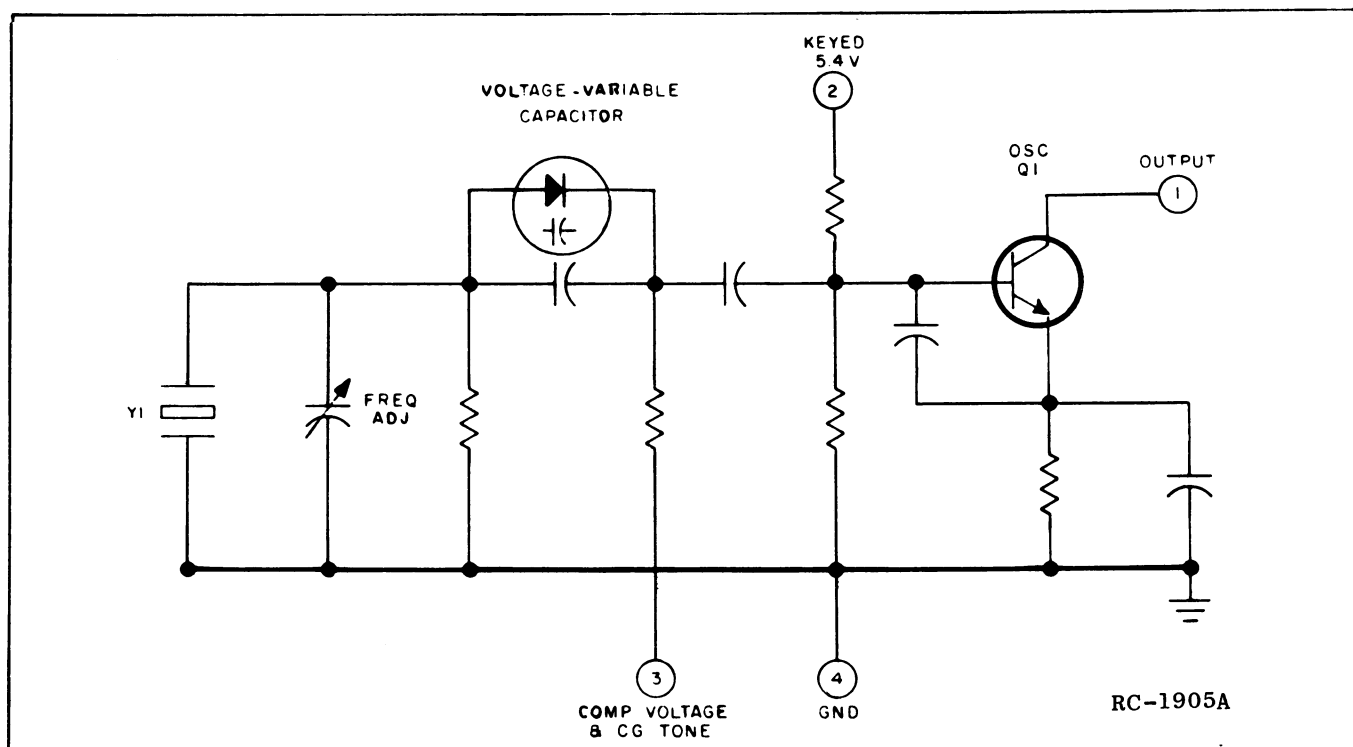 KEYED
5.4 V
2
VOLTAGE-VARIABLE
CAPACITOR
OSC
Q1
OUTPUT
1
Y1
FREQ
ADJ
3
COMP VOLTAGE
& CG TONE
4
GND
RC-1905A